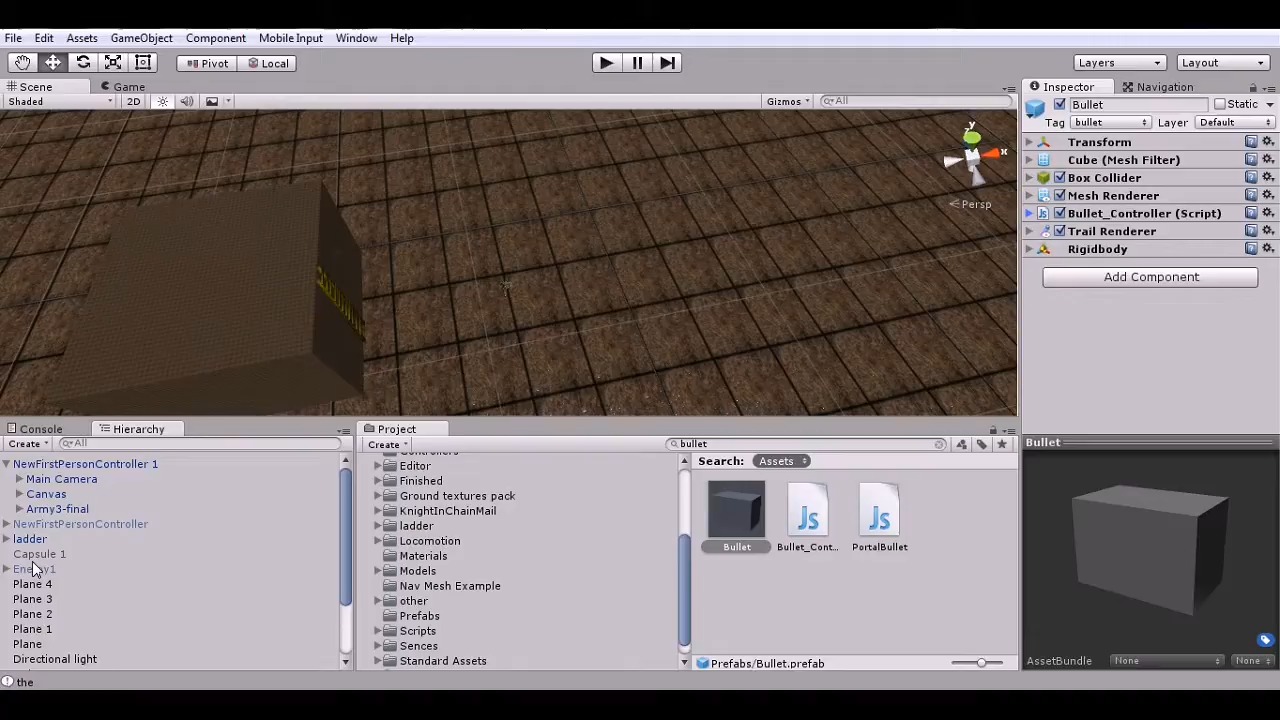 File Edit Assets GameObject Component Mobile Input Window Help
Pivot Local Layers Layout
Scene Game Inspector Navigation
Shaded 2D Gizmos All
Bullet Static
Tag bullet Layer Default
Transform
Cube (Mesh Filter)
Box Collider
Mesh Renderer
Bullet_Controller (Script)
Trail Renderer
Rigidbody
Add Component
y
x
Persp
Console Hierarchy
Create All
NewFirstPersonController 1
Main Camera
Canvas
Army3-final
NewFirstPersonController
ladder
Capsule 1
Enemy1
Plane 4
Plane 3
Plane 2
Plane 1
Plane
Directional light
the
Project
Create bullet
Editor
Finished
Ground textures pack
KnightInChainMail
ladder
Locomotion
Materials
Models
Nav Mesh Example
other
Prefabs
Scripts
Sences
Standard Assets
Search: Assets
Bullet Bullet_Cont... PortalBullet
Js Js
Prefabs/Bullet.prefab
Bullet
AssetBundle None None